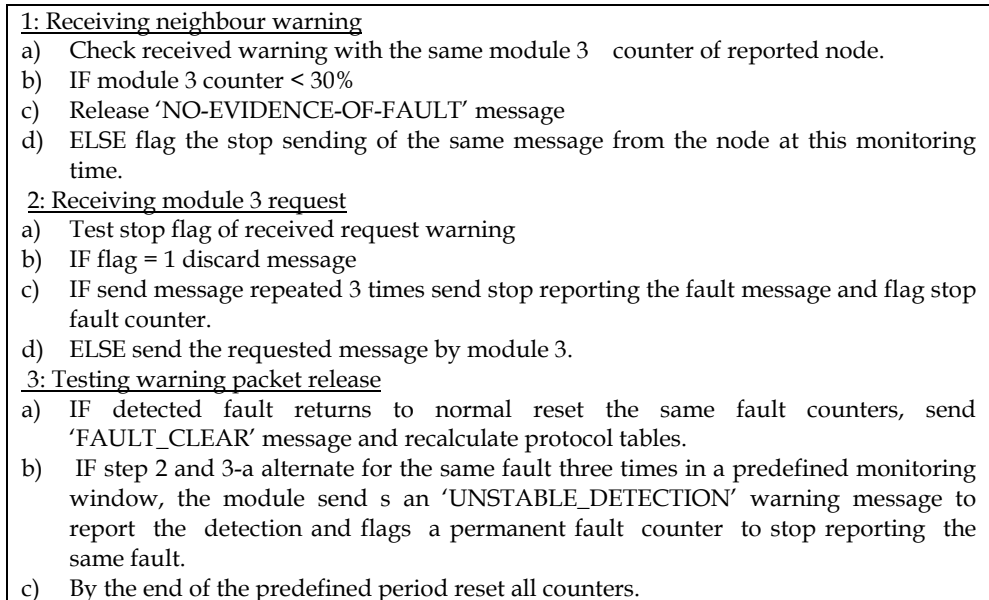 1: Receiving neighbour warning
a) Check received warning with the same module 3 counter of reported node.
b) IF module 3 counter < 30%
c) Release ‘NO-EVIDENCE-OF-FAULT’ message
d) ELSE flag the stop sending of the same message from the node at this monitoring
time.
2: Receiving module 3 request
a) Test stop flag of received request warning
b) IF flag = 1 discard message
c) IF send message repeated 3 times send stop reporting the fault message and flag stop
fault counter.
d) ELSE send the requested message by module 3.
3: Testing warning packet release
a) IF detected fault returns to normal reset the same fault counters, send
‘FAULT_CLEAR’ message and recalculate protocol tables.
b) IF step 2 and 3-a alternate for the same fault three times in a predefined monitoring
window, the module send s an ‘UNSTABLE_DETECTION’ warning message to
report the detection and flags a permanent fault counter to stop reporting the
same fault.
c) By the end of the predefined period reset all counters.